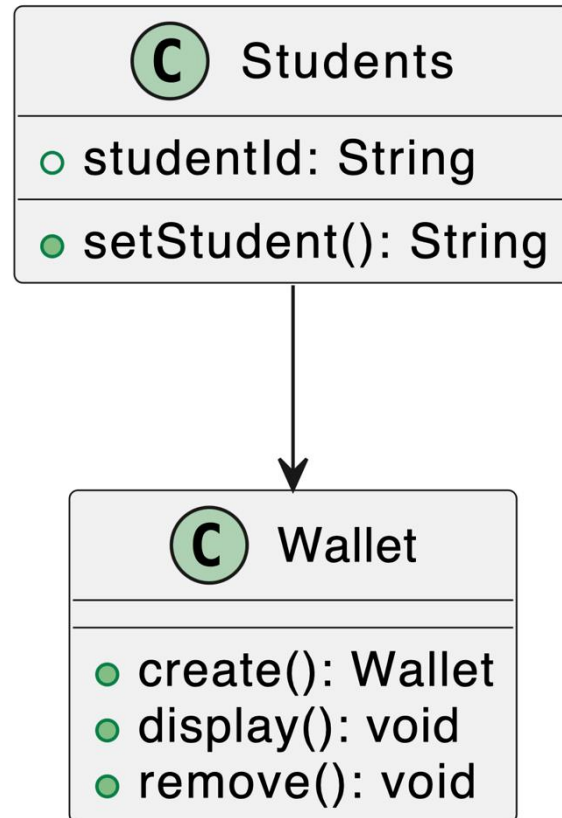 C Students
studentId: String
setStudent(): String
C Wallet
create(): Wallet
display(): void
remove(): void